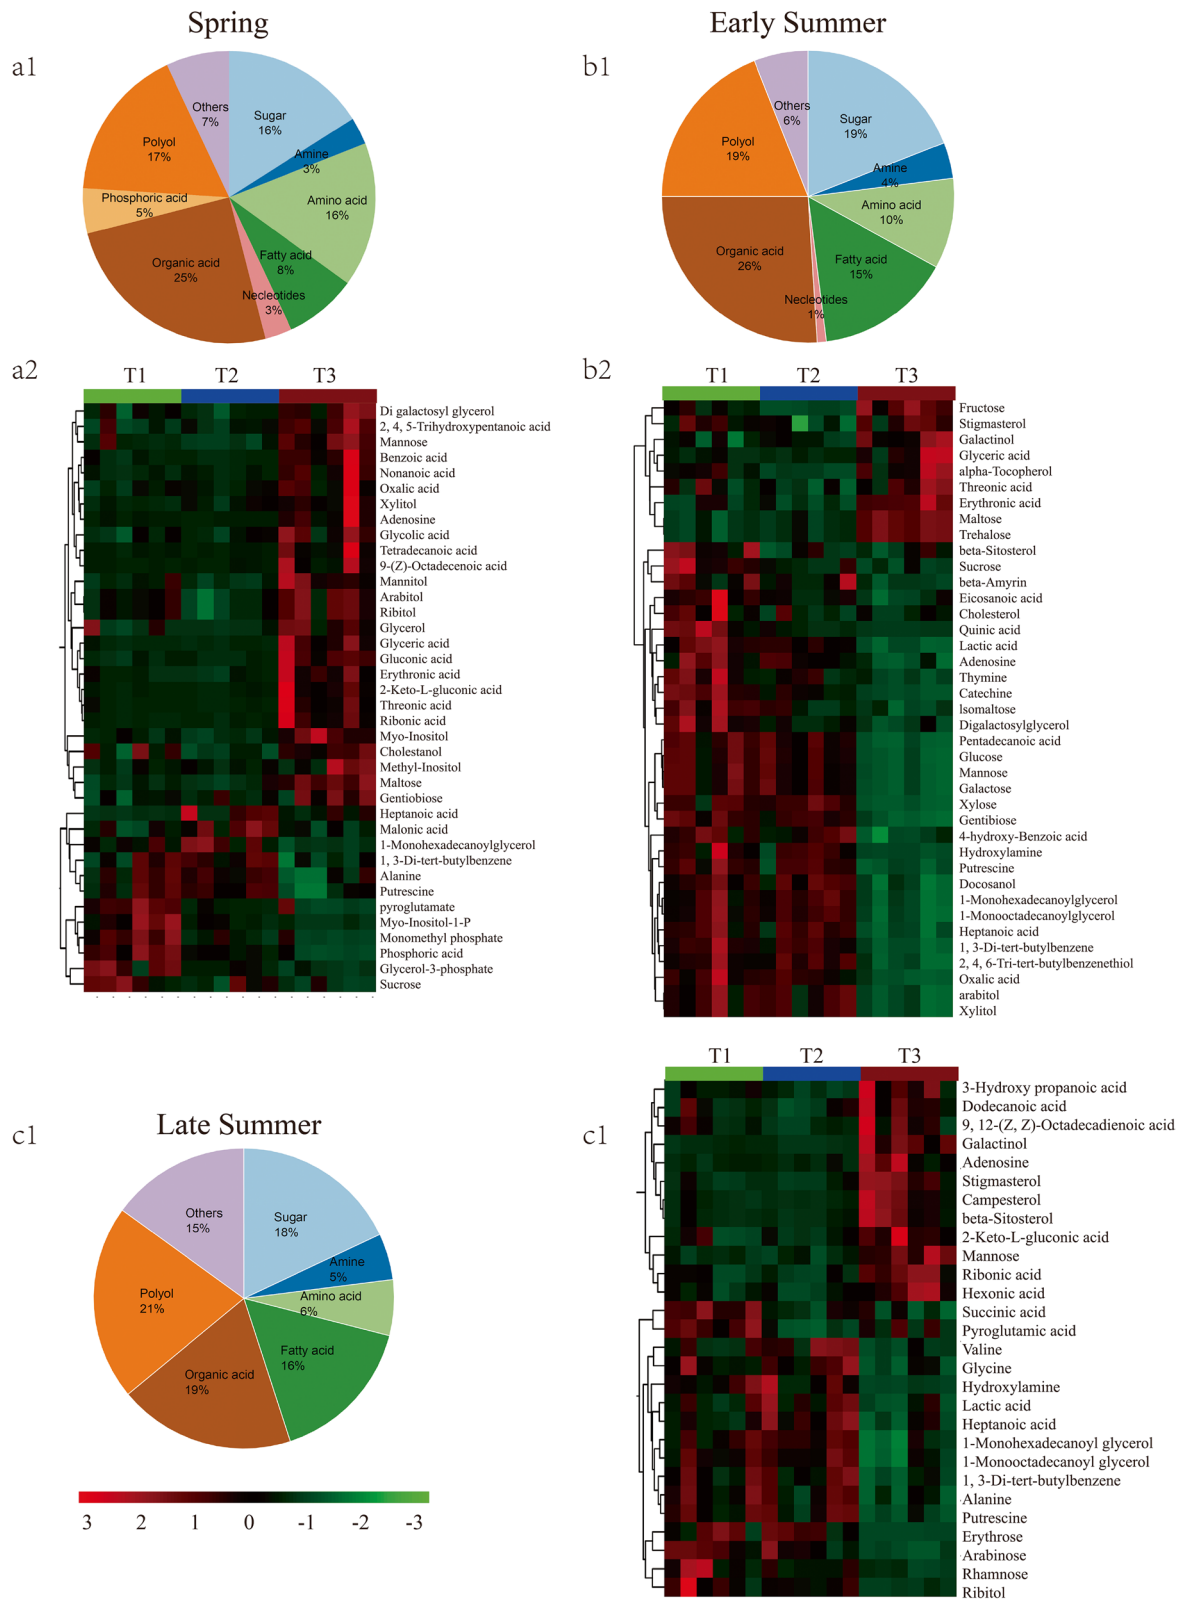 Spring
a1
Others
7%
Sugar
16%
Polyol
17%
Amine
3%
Phosphoric acid
5%
Amino acid
16%
Organic acid
25%
Fatty acid
8%
Necleotides
3%
Early Summer
b1
Others
6%
Sugar
19%
Polyol
19%
Amine
4%
Amino acid
10%
Organic acid
26%
Fatty acid
15%
Necleotides
1%
a2
T1 T2 T3
Di galactosyl glycerol
2, 4, 5-Trihydroxypentanoic acid
Mannose
Benzoic acid
Nonanoic acid
Oxalic acid
Xylitol
Adenosine
Glycolic acid
Tetradecanoic acid
9-(Z)-Octadecenoic acid
Mannitol
Arabitol
Ribitol
Glycerol
Glyceric acid
Gluconic acid
Erythronic acid
2-Keto-L-gluconic acid
Threonic acid
Ribonic acid
Myo-Inositol
Cholestanol
Methyl-Inositol
Maltose
Gentiobiose
Heptanoic acid
Malonic acid
1-Monohexadecanoylglycerol
1, 3-Di-tert-butylbenzene
Alanine
Putrescine
pyroglutamate
Myo-Inositol-1-P
Monomethyl phosphate
Phosphoric acid
Glycerol-3-phosphate
Sucrose
b2
T1 T2 T3
Fructose
Stigmasterol
Galactinol
Glyceric acid
alpha-Tocopherol
Threonic acid
Erythronic acid
Maltose
Trehalose
beta-Sitosterol
Sucrose
beta-Amyrin
Eicosanoic acid
Cholesterol
Quinic acid
Lactic acid
Adenosine
Thymine
Catechine
lsomaltose
Digalactosylglycerol
Pentadecanoic acid
Glucose
Mannose
Galactose
Xylose
Gentibiose
4-hydroxy-Benzoic acid
Hydroxylamine
Putrescine
Docosanol
1-Monohexadecanoylglycerol
1-Monooctadecanoylglycerol
Heptanoic acid
1, 3-Di-tert-butylbenzene
2, 4, 6-Tri-tert-butylbenzenethiol
Oxalic acid
arabitol
Xylitol
Late Summer
c1
Others
15%
Sugar
18%
Amine
5%
Polyol
21%
Amino acid
6%
Fatty acid
16%
Organic acid
19%
3 2 1 0 -1 -2 -3
c1
T1 T2 T3
3-Hydroxy propanoic acid
Dodecanoic acid
9, 12-(Z, Z)-Octadecadienoic acid
Galactinol
Adenosine
Stigmasterol
Campesterol
beta-Sitosterol
2-Keto-L-gluconic acid
Mannose
Ribonic acid
Hexonic acid
Succinic acid
Pyroglutamic acid
Valine
Glycine
Hydroxylamine
Lactic acid
Heptanoic acid
1-Monohexadecanoyl glycerol
1-Monooctadecanoyl glycerol
1, 3-Di-tert-butylbenzene
Alanine
Putrescine
Erythrose
Arabinose
Rhamnose
Ribitol